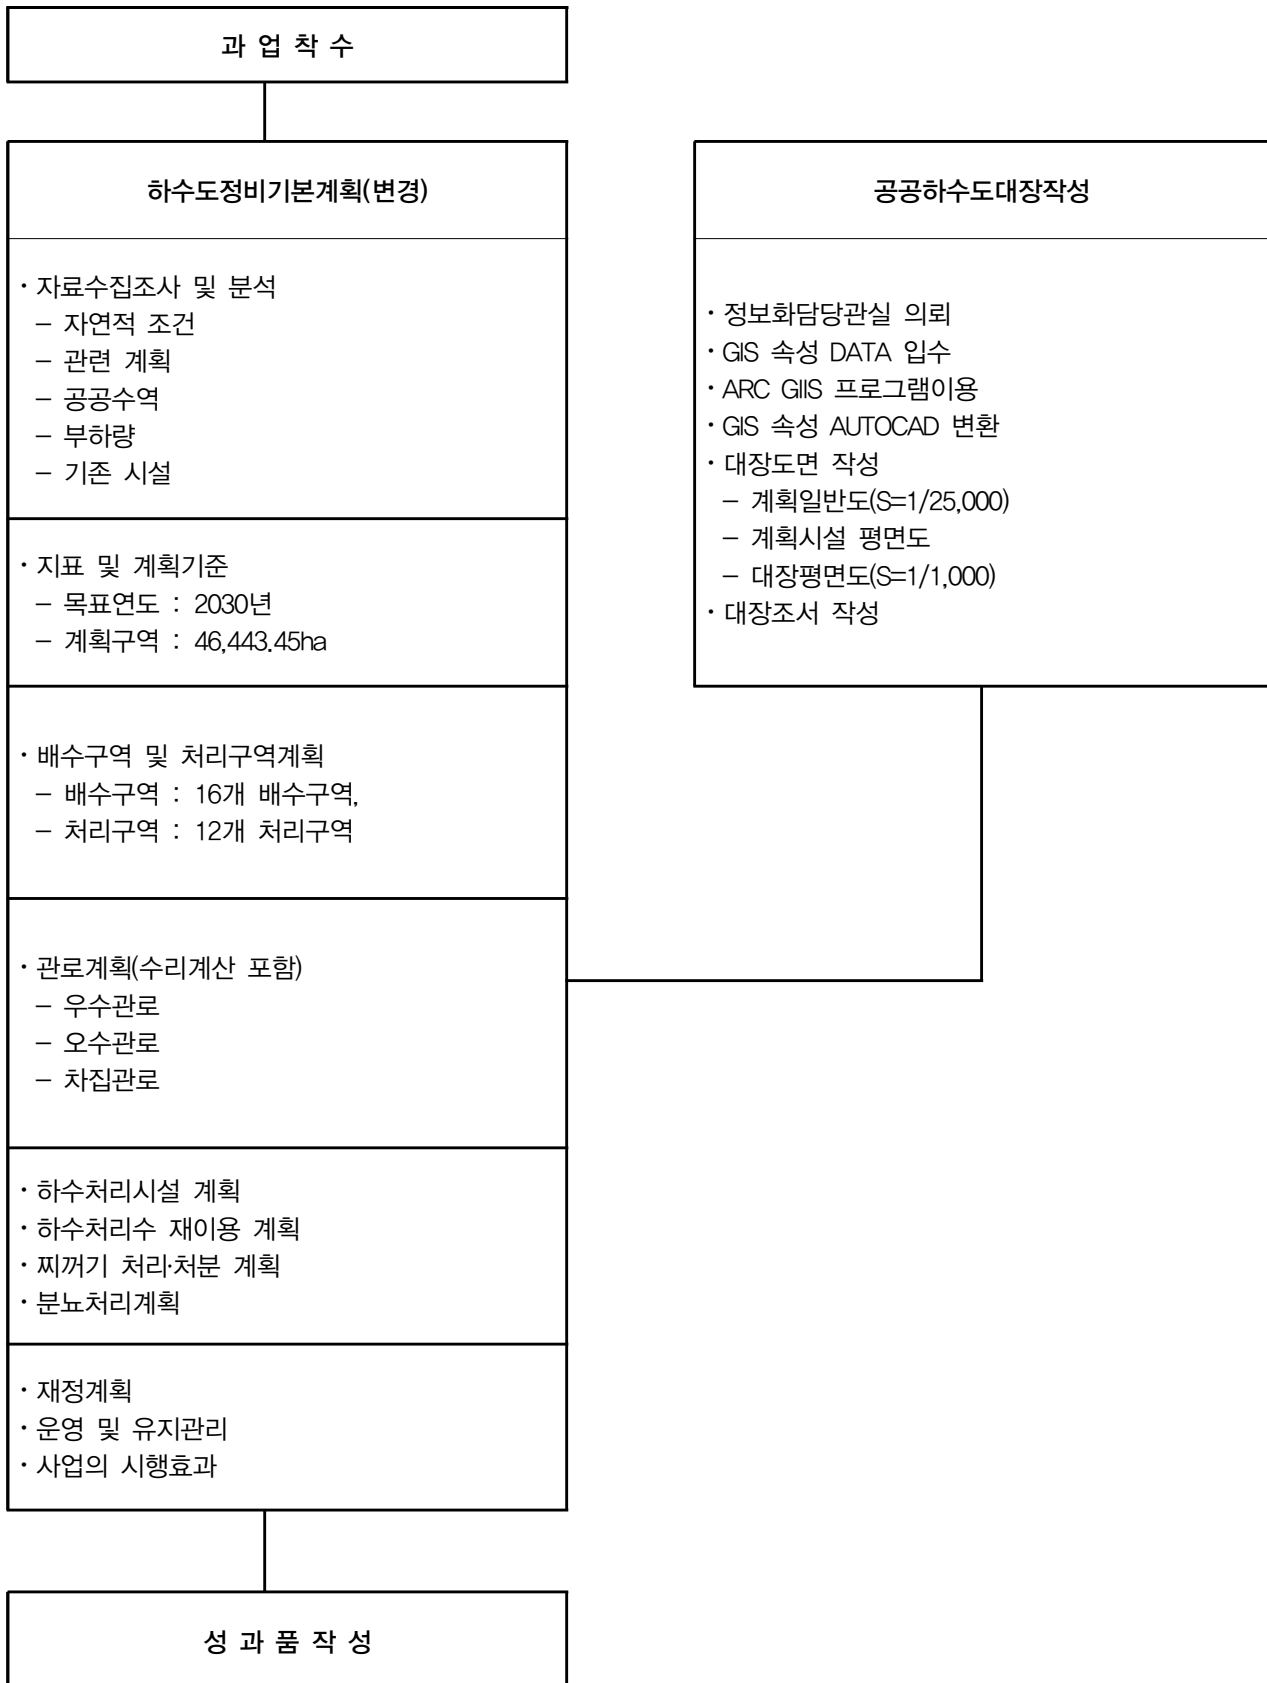 과 업 착 수
하수도정비기본계획(변경)
· 자료수집조사 및 분석
- 자연적 조건
- 관련 계획
- 공공수역
- 부하량
- 기존 시설
· 지표 및 계획기준
- 목표연도 : 2030년
- 계획구역 : 46,443.45ha
· 배수구역 및 처리구역계획
- 배수구역 : 16개 배수구역,
- 처리구역 : 12개 처리구역
· 관로계획(수리계산 포함)
- 우수관로
- 오수관로
- 차집관로
· 하수처리시설 계획
· 하수처리수 재이용 계획
· 찌꺼기 처리·처분 계획
· 분뇨처리계획
· 재정계획
· 운영 및 유지관리
· 사업의 시행효과
공공하수도대장작성
· 정보화담당관실 의뢰
· GIS 속성 DATA 입수
· ARC GIIS 프로그램이용
· GIS 속성 AUTOCAD 변환
· 대장도면 작성
- 계획일반도(S=1/25,000)
- 계획시설 평면도
- 대장평면도(S=1/1,000)
· 대장조서 작성
성 과 품 작 성